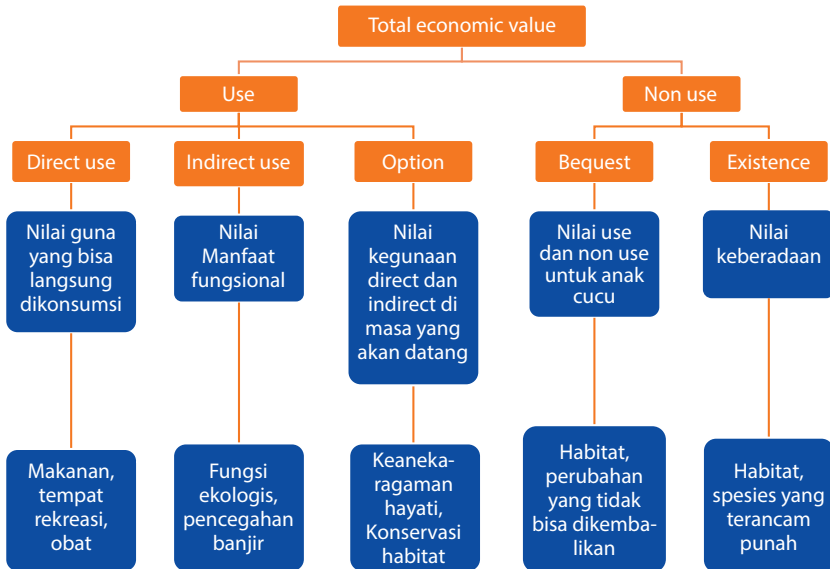 Total economic value
Use
Non use
Direct use
Indirect use
Option
Bequest
Existence
Nilai guna
yang bisa
langsung
dikonsumsi
Nilai
Manfaat
fungsional
Nilai
kegunaan
direct dan
indirect di
masa yang
akan datang
Nilai use
dan non use
untuk anak
cucu
Nilai
keberadaan
Makanan,
tempat
rekreasi,
obat
Fungsi
ekologis,
pencegahan
banjir
Keaneka-
ragaman
hayati,
Konservasi
habitat
Habitat,
perubahan
yang tidak
bisa dikemba-
likan
Habitat,
spesies yang
terancam
punah